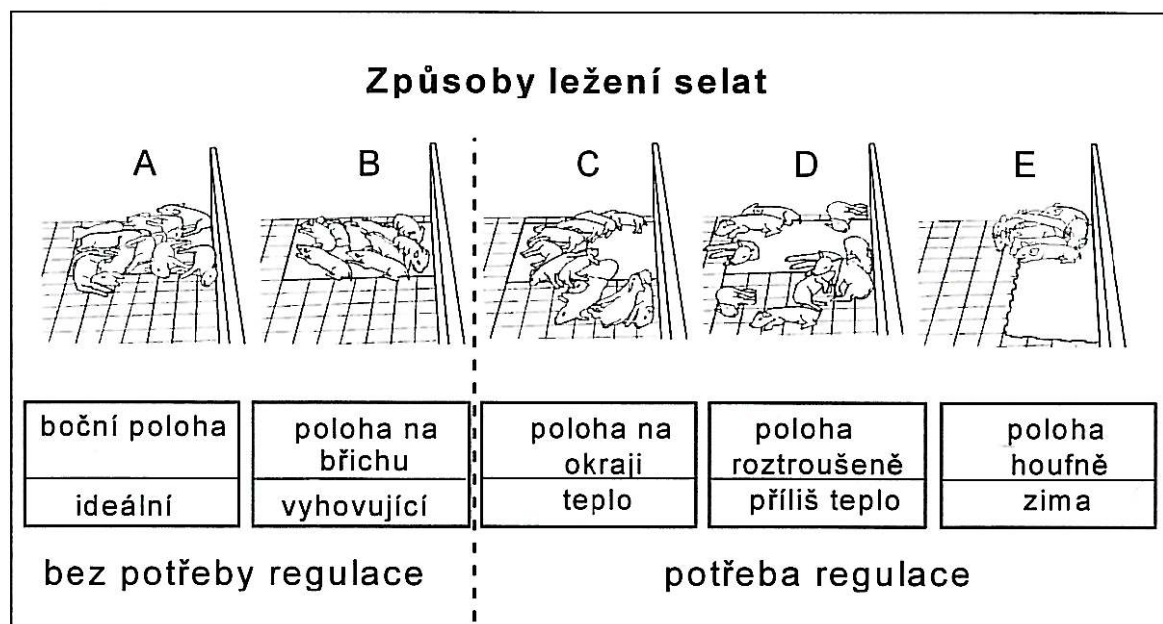 Způsoby ležení selat
A
B
C
D
E
boční poloha
ideální
poloha na
břichu
vyhovující
poloha na
okraji
teplo
poloha
roztroušeně
příliš teplo
poloha
houfně
zima
bez potřeby regulace
potřeba regulace